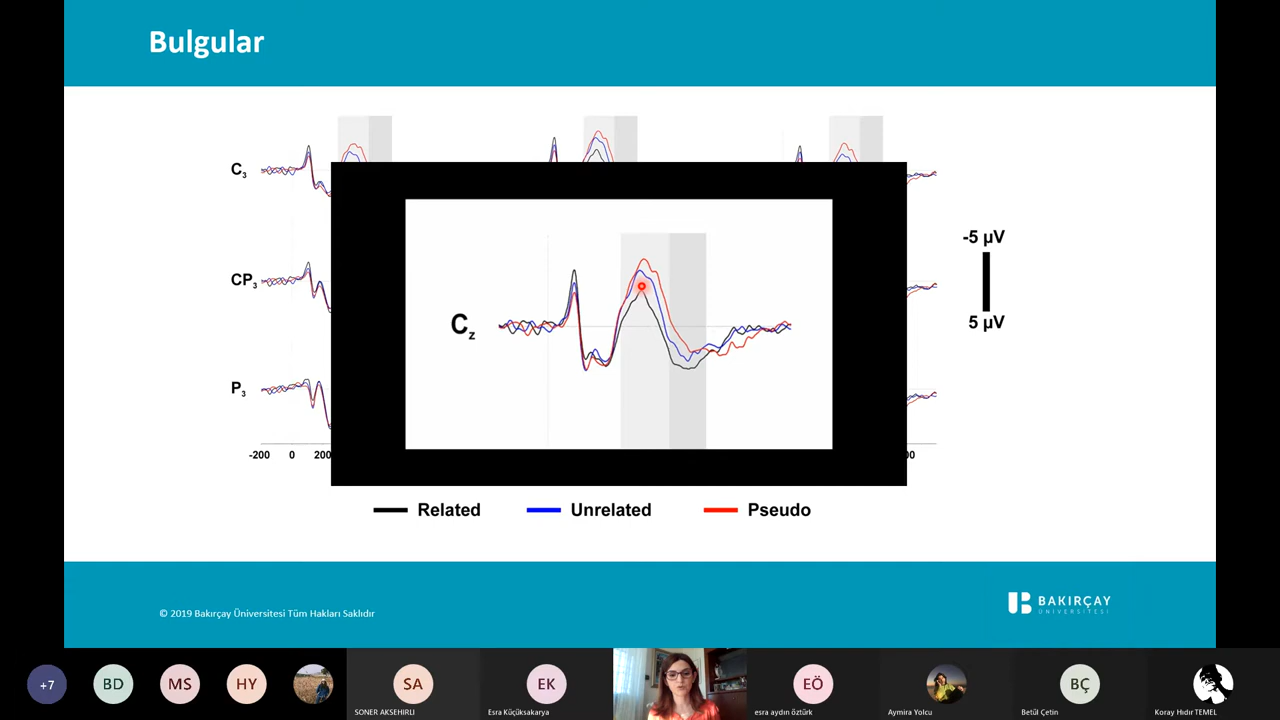 Bulgular
C3
CP3
P3
Cz
-5 µV
5 µV
-200 0 200
00
Related Unrelated Pseudo
© 2019 Bakırçay Üniversitesi Tüm Hakları Saklıdır
BAKIRÇAY
ÜNİVERSİTESİ
+7 BD MS HY SA EK EÖ BÇ
SONER AKSEHIRLI Esra Küçüksakarya esra aydın öztürk Aymira Yolcu Betül Çetin Koray Hıdır TEMEL